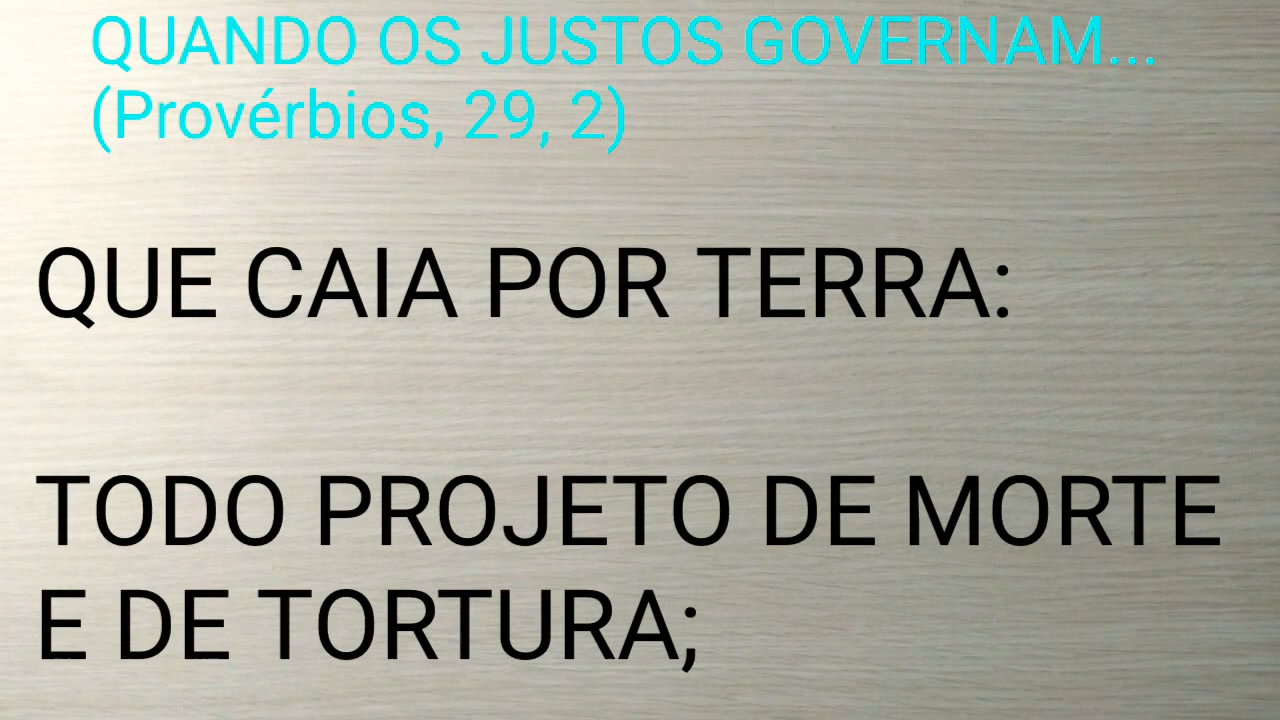 QUANDO OS JUSTOS GOVERNAM...
(Provérbios, 29, 2)
QUE CAIA POR TERRA:
TODO PROJETO DE MORTE
E DE TORTURA;